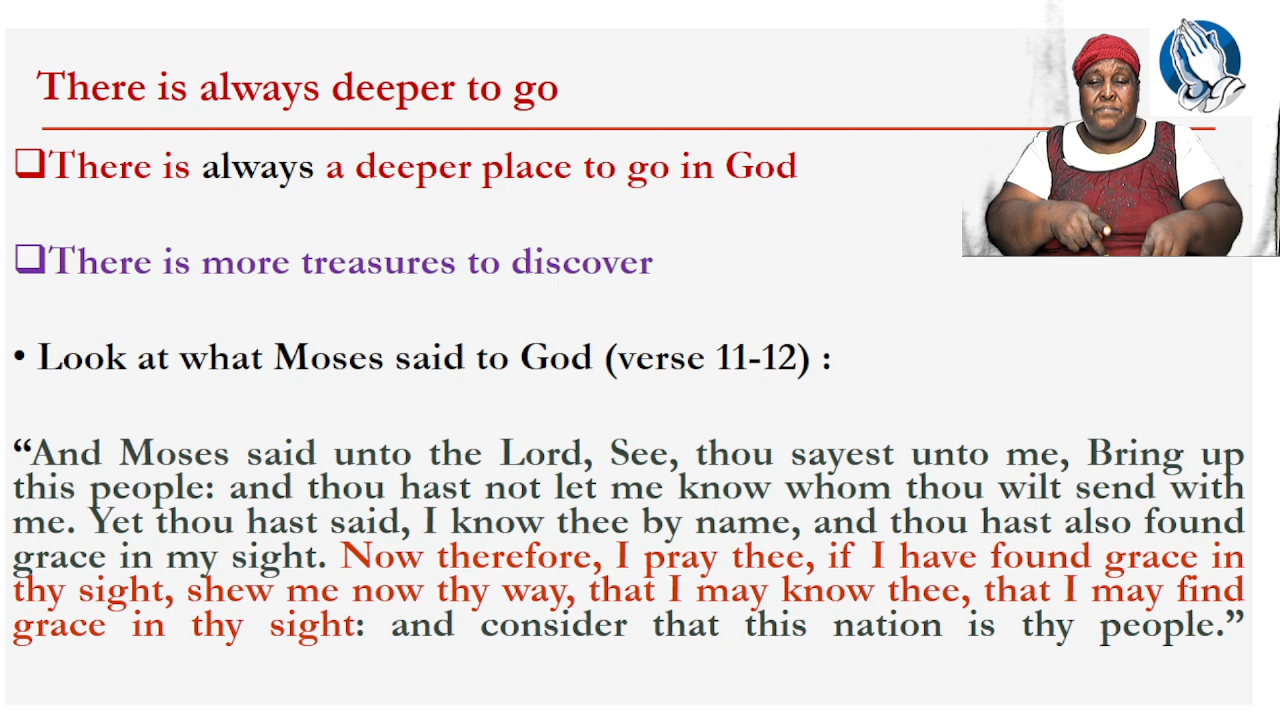 There is always deeper to go
❑There is always a deeper place to go in God
❑There is more treasures to discover
• Look at what Moses said to God (verse 11-12) :
“And Moses said unto the Lord, See, thou sayest unto me, Bring up
this people: and thou hast not let me know whom thou wilt send with
me. Yet thou hast said, I know thee by name, and thou hast also found
grace in my sight. Now therefore, I pray thee, if I have found grace in
thy sight, shew me now thy way, that I may know thee, that I may find
grace in thy sight: and consider that this nation is thy people.”